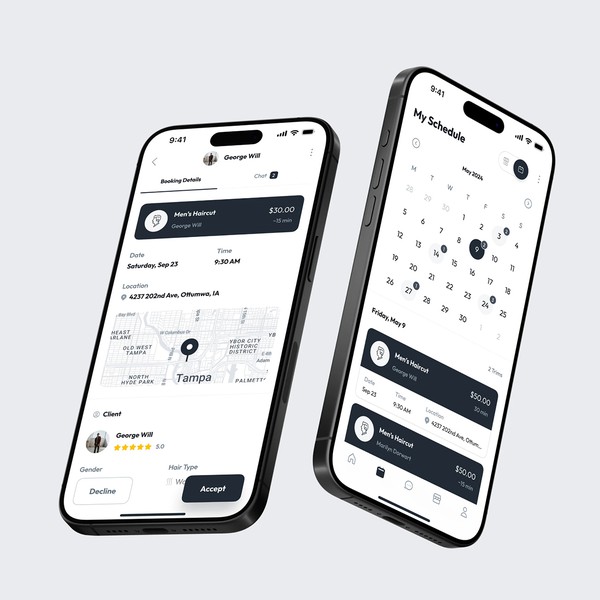 9:41
George Will
Booking Details
Chat 2
Men's Haircut
$30.00
George Will
~15 min
Date
Time
Saturday, Sep 23
9:30 AM
Location
4237 202nd Ave, Ottumwa, IA
Bay Blvd
W Columbus Dr
OLD WEST
TAMPA
YBOR CITY
HISTORIC
DISTRICT
NORTH
HYDE PARK
Tampa
PALMETT
Client
George Will
5.0
Gender
Hair Type
Decline
Accept
9:41
My Schedule
May 2024
M T W T F S S
28 29 30 1 2 3 4
5 6 7 8 9 10 11
12 13 14 15 16 17 18
19 20 21 22 23 24 25
26 27 28 29 30 1 2
Friday, May 9
2 Trims
Men's Haircut
$50.00
George Will
30 min
Date
Time
Location
Sep 23
9:30 AM
4237 202nd Ave, Ottum...
Men's Haircut
$50.00
Marilyn Dorwart
~15 min